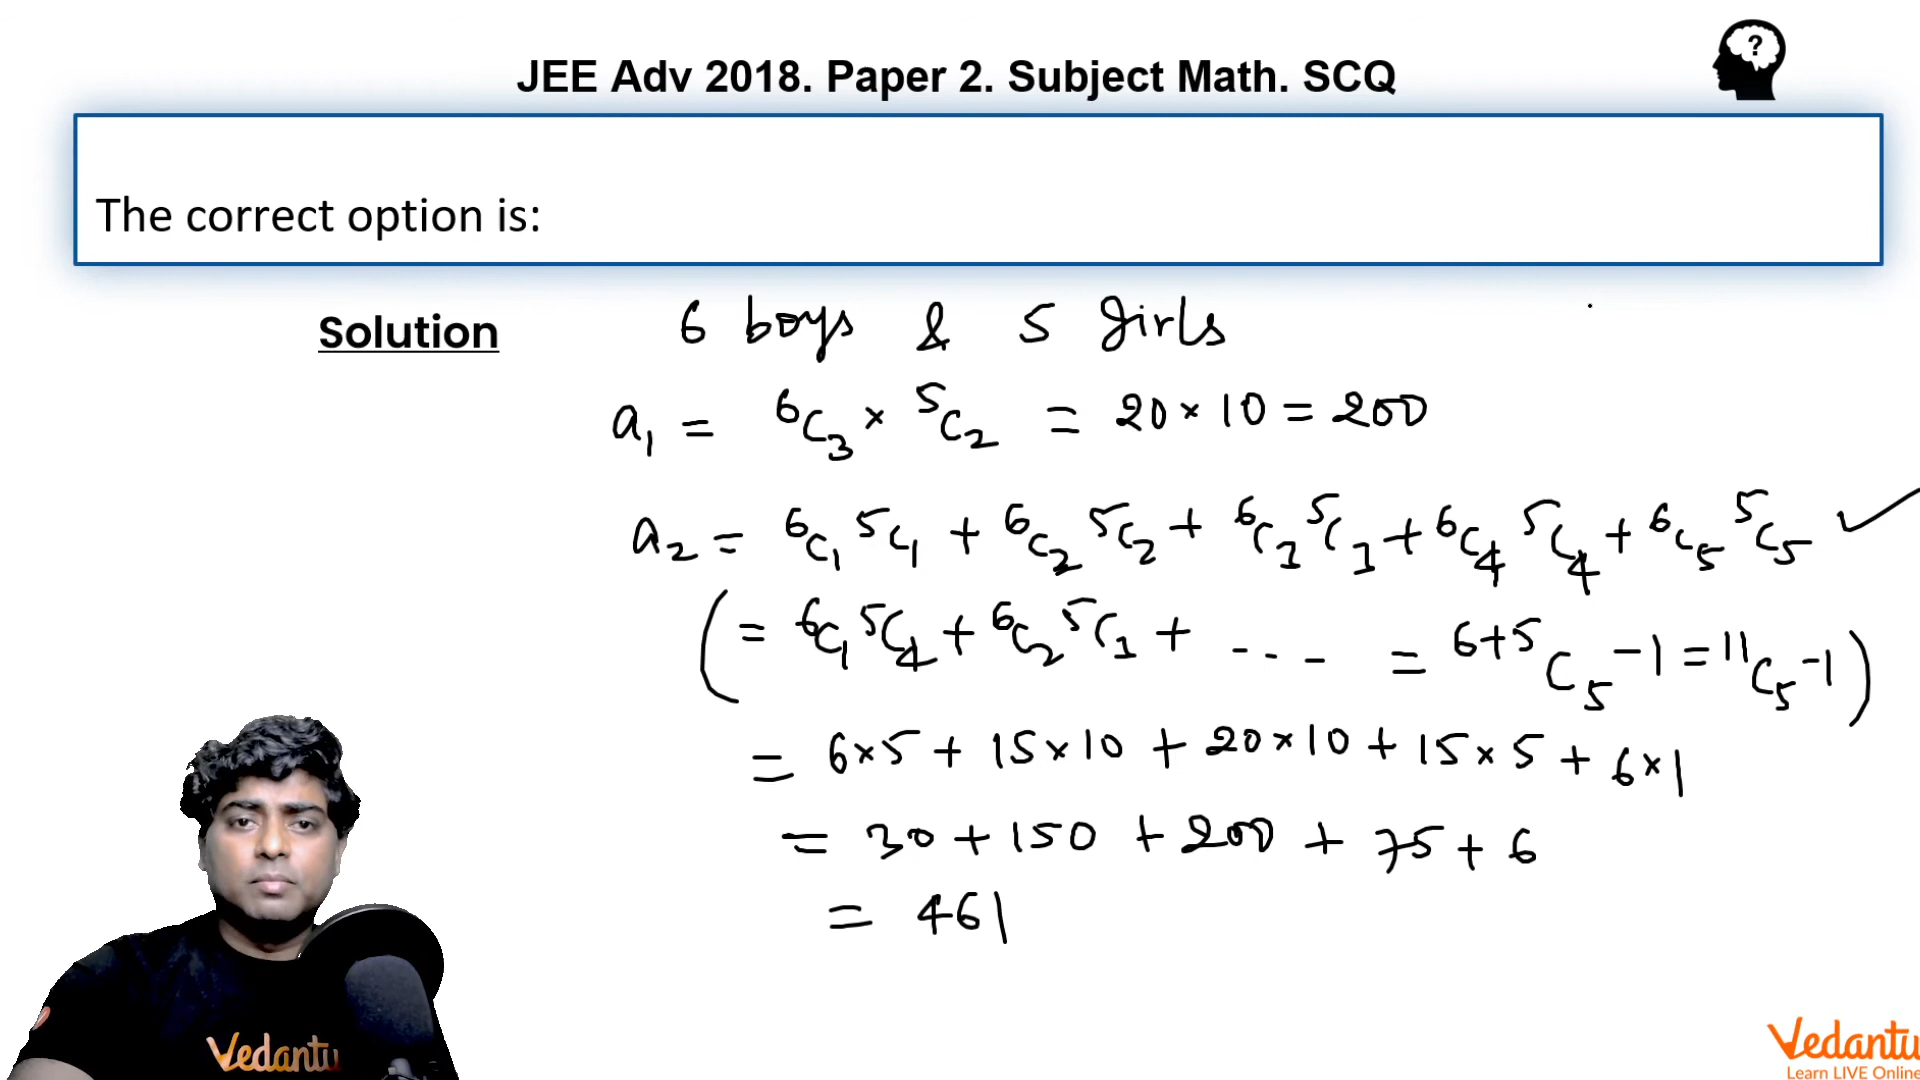 JEE Adv 2018. Paper 2. Subject Math. SCQ
?
The correct option is:
Solution
6 boys & 5 girls
a₁ = ⁶C₃ × ⁵C₂ = 20 × 10 = 200
a₂ = ⁶C₁ ⁵C₁ + ⁶C₂ ⁵C₂ + ⁶C₃ ⁵C₃ + ⁶C₄ ⁵C₄ + ⁶C₅ ⁵C₅ ✓
( = ⁶C₁ ⁵C₄ + ⁶C₂ ⁵C₃ + ---- = ⁶⁺⁵C₅ - 1 = ¹¹C₅ - 1 )
= 6 × 5 + 15 × 10 + 20 × 10 + 15 × 5 + 6 × 1
= 30 + 150 + 200 + 75 + 6
= 461
Vedantu
Vedantu
Learn LIVE Online